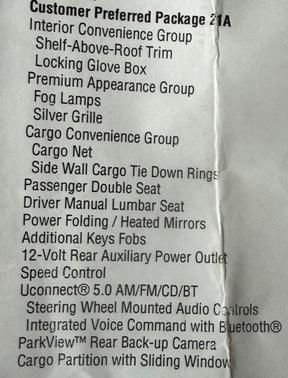 Customer Preferred Package 21A
Interior Convenience Group
Shelf-Above-Roof Trim
Locking Glove Box
Premium Appearance Group
Fog Lamps
Silver Grille
Cargo Convenience Group
Cargo Net
Side Wall Cargo Tie Down Rings
Passenger Double Seat
Driver Manual Lumbar Seat
Power Folding / Heated Mirrors
Additional Keys Fobs
12-Volt Rear Auxiliary Power Outlet
Speed Control
Uconnect® 5.0 AM/FM/CD/BT
Steering Wheel Mounted Audio Controls
Integrated Voice Command with Bluetooth®
ParkView™ Rear Back-up Camera
Cargo Partition with Sliding Window